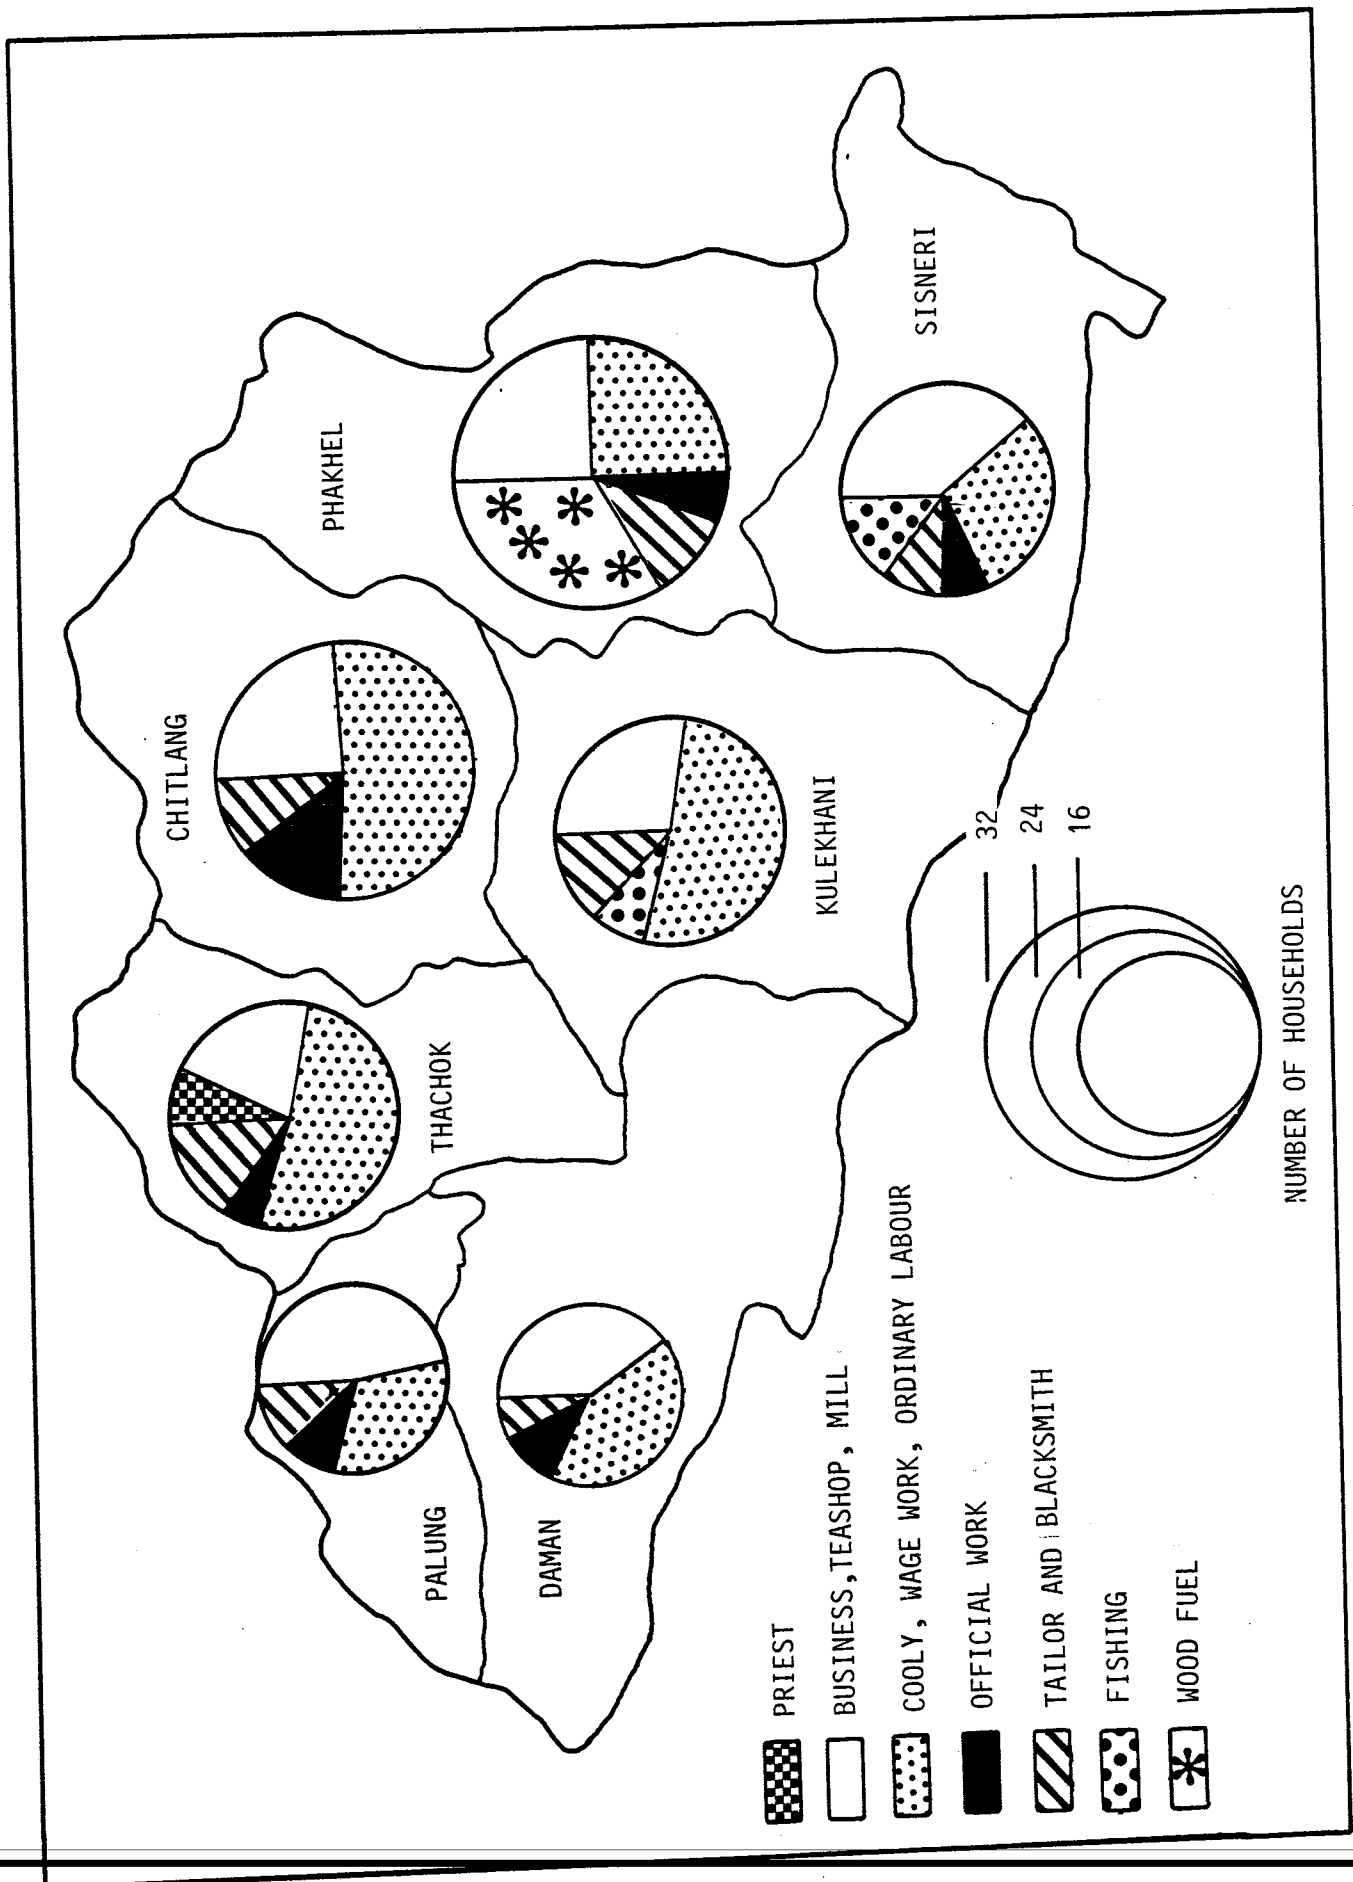 PHAKHEL
SISNERI
CHITLANG
KULEKHANI
THACHOK
PALUNG
DAMAN
PRIEST
BUSINESS,TEASHOP, MILL
COOLY, WAGE WORK, ORDINARY LABOUR
OFFICIAL WORK
TAILOR AND BLACKSMITH
FISHING
WOOD FUEL
32
24
16
NUMBER OF HOUSEHOLDS